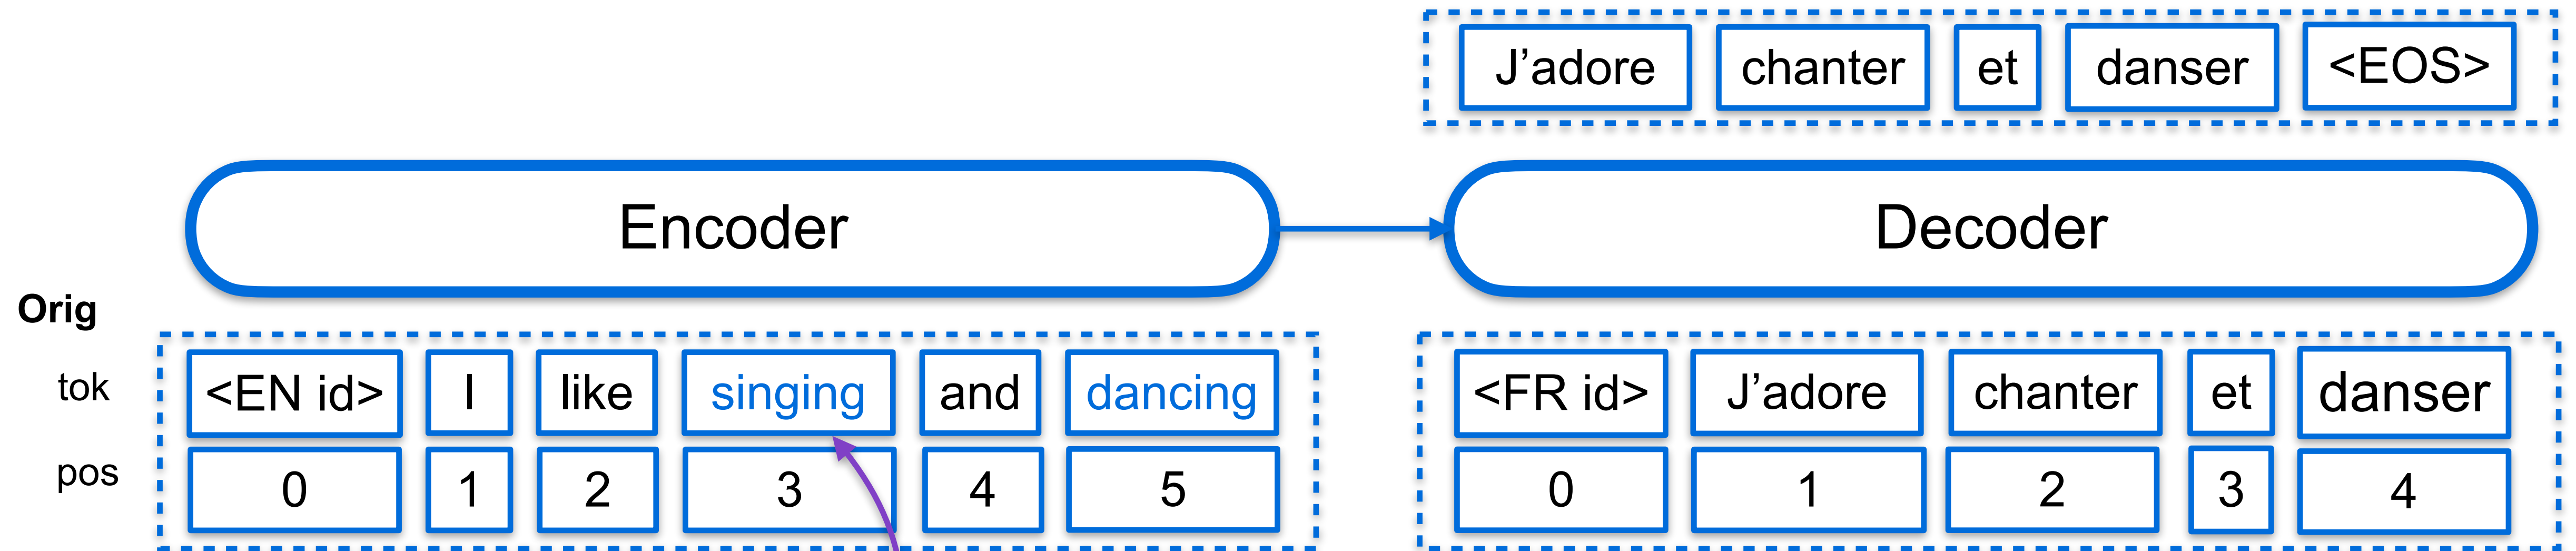 J’adore chanter et danser <EOS>
Encoder Decoder
Orig
tok <EN id> I like singing and dancing <FR id> J’adore chanter et danser
pos 0 1 2 3 4 5 0 1 2 3 4